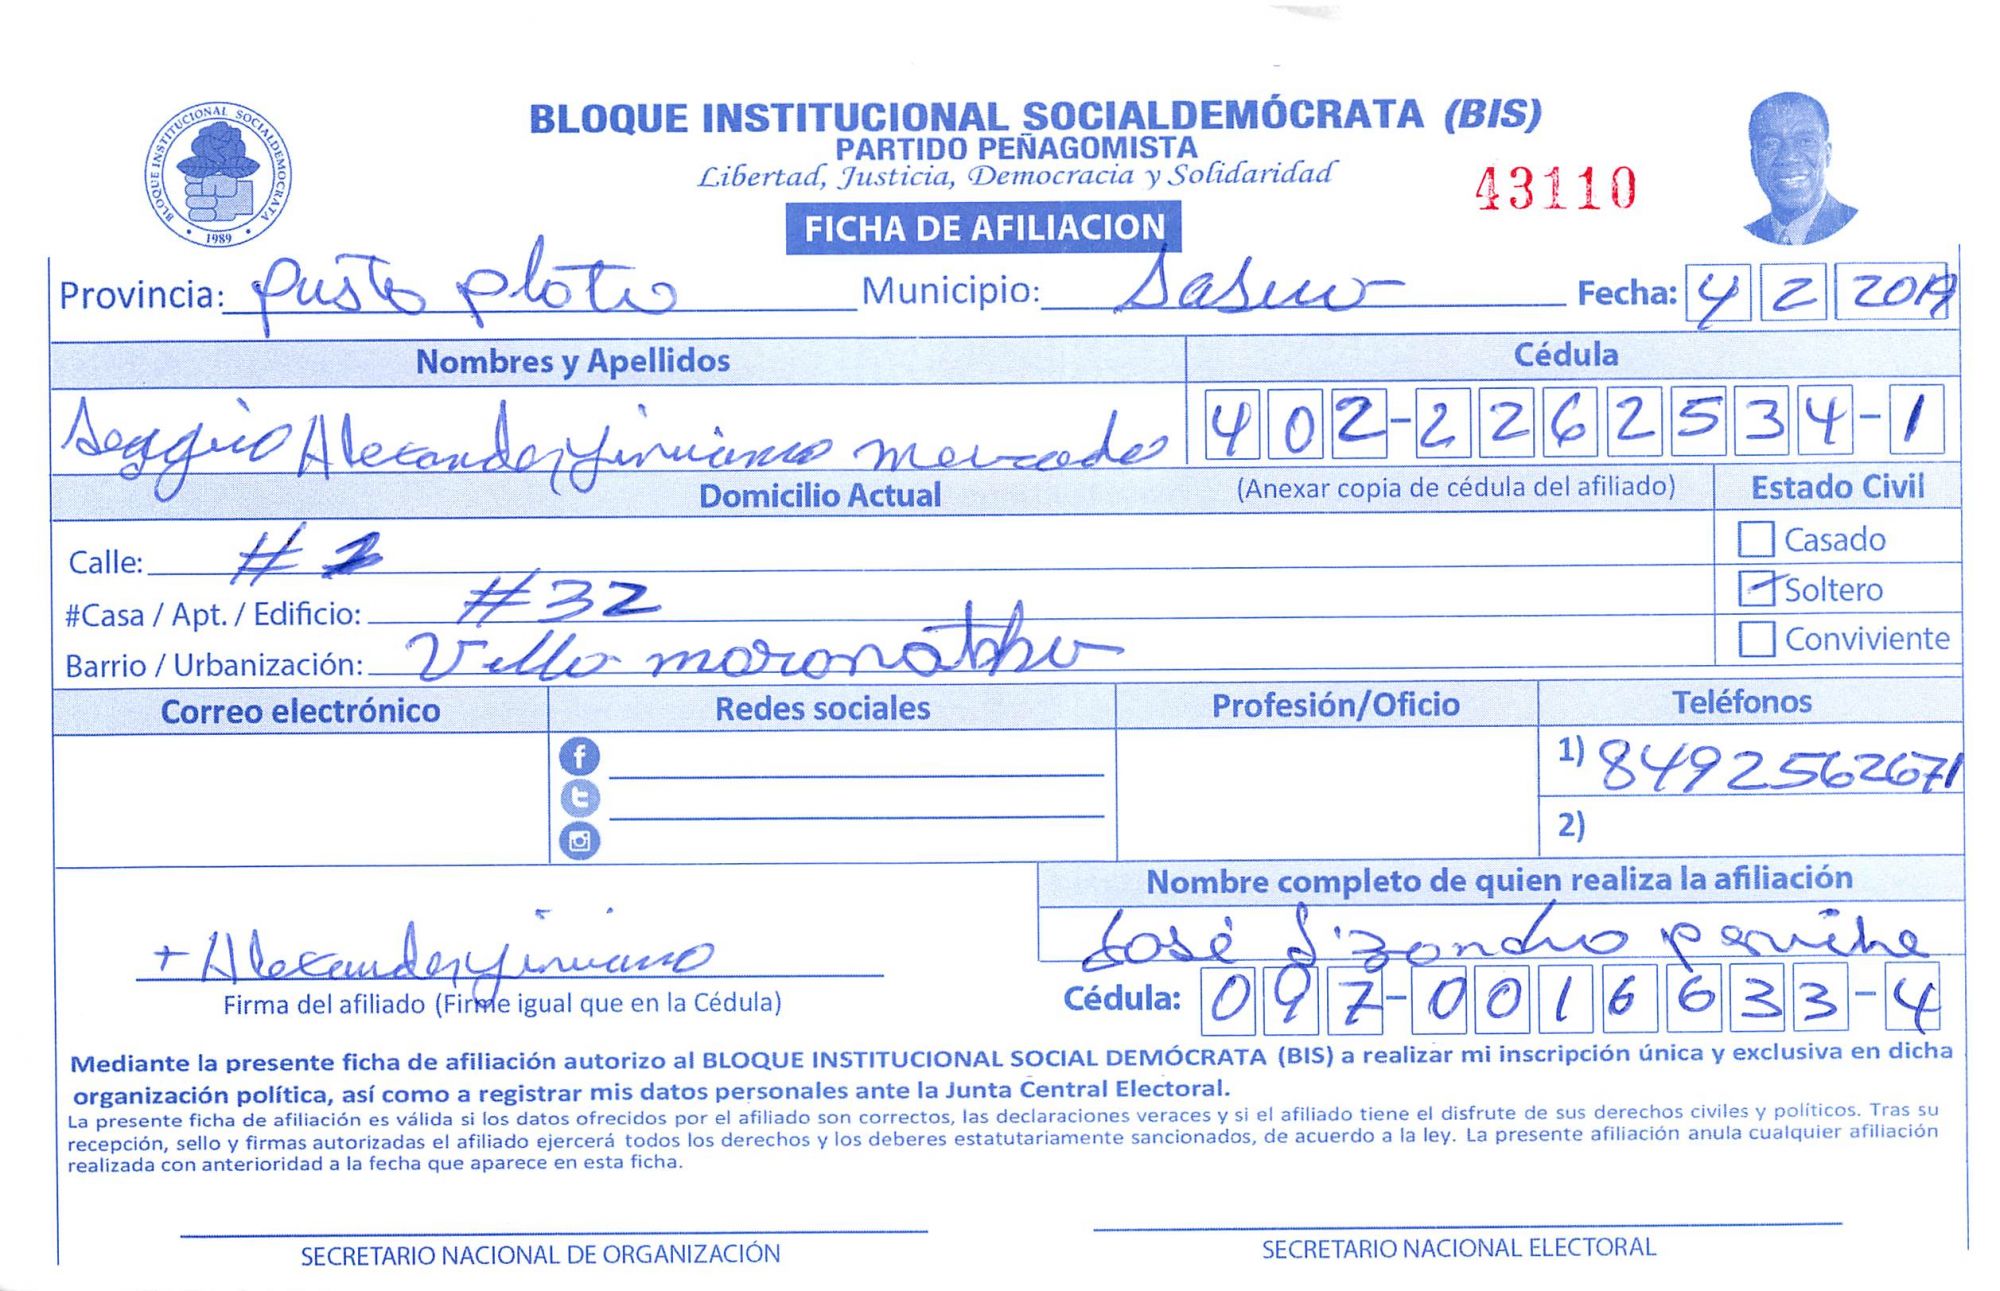 BLOQUE INSTITUCIONAL SOCIALDEMÓCRATA (BIS)
PARTIDO PEÑAGOMISTA
Libertad, Justicia, Democracia y Solidaridad
43110
BLOQUE INSTITUCIONAL SOCIALDEMOCRATA
• 1989 •
FICHA DE AFILIACION
Provincia: pusto plata Municipio: Fecha: 4 2 2019
Nombres y Apellidos Cédula
Alexander mercado 402-2262534-1
Domicilio Actual (Anexar copia de cédula del afiliado) Estado Civil
Calle: # 2 Casado
#Casa / Apt. / Edificio: #32 Soltero
Barrio / Urbanización: Villa Conviviente
Correo electrónico Redes sociales Profesión/Oficio Teléfonos
1) 8492562671
2)
Nombre completo de quien realiza la afiliación
José
+ Alexander
Firma del afiliado (Firme igual que en la Cédula) Cédula: 097-0016633-4
Mediante la presente ficha de afiliación autorizo al BLOQUE INSTITUCIONAL SOCIAL DEMÓCRATA (BIS) a realizar mi inscripción única y exclusiva en dicha
organización política, así como a registrar mis datos personales ante la Junta Central Electoral.
La presente ficha de afiliación es válida si los datos ofrecidos por el afiliado son correctos, las declaraciones veraces y si el afiliado tiene el disfrute de sus derechos civiles y políticos. Tras su
recepción, sello y firmas autorizadas el afiliado ejercerá todos los derechos y los deberes estatutariamente sancionados, de acuerdo a la ley. La presente afiliación anula cualquier afiliación
realizada con anterioridad a la fecha que aparece en esta ficha.
SECRETARIO NACIONAL DE ORGANIZACIÓN SECRETARIO NACIONAL ELECTORAL